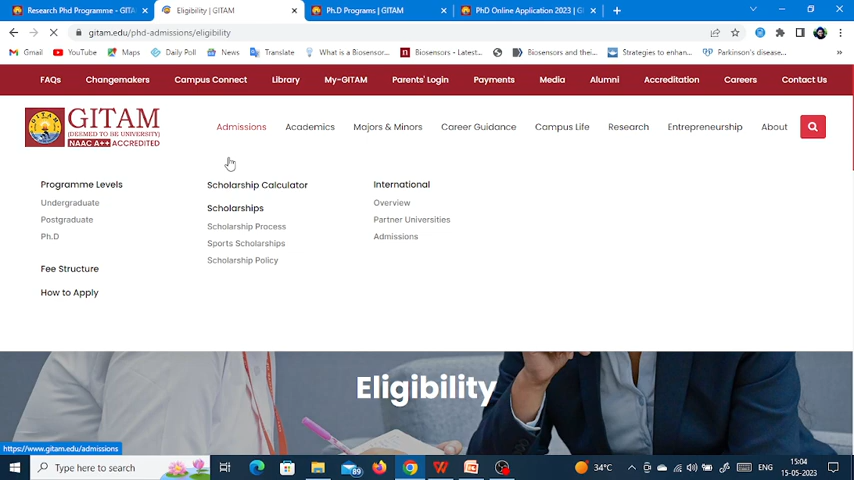 Research Phd Programme - GITA
Eligibility | GITAM
Ph.D Programs | GITAM
PhD Online Application 2023 | G
gitam.edu/phd-admissions/eligibility
Gmail
YouTube
Maps
Daily Poll
News
Translate
What is a Biosensor...
Biosensors - Latest...
Biosensors and thei...
Strategies to enhan...
Parkinson's disease...
FAQs
Changemakers
Campus Connect
Library
My-GITAM
Parents' Login
Payments
Media
Alumni
Accreditation
Careers
Contact Us
GITAM
(DEEMED TO BE UNIVERSITY)
NAAC A++ ACCREDITED
Admissions
Academics
Majors & Minors
Career Guidance
Campus Life
Research
Entrepreneurship
About
Programme Levels
Undergraduate
Postgraduate
Ph.D
Fee Structure
How to Apply
Scholarship Calculator
Scholarships
Scholarship Process
Sports Scholarships
Scholarship Policy
International
Overview
Partner Universities
Admissions
Eligibility
https://www.gitam.edu/admissions
Type here to search
89
34°C
ENG
15:04
15-05-2023